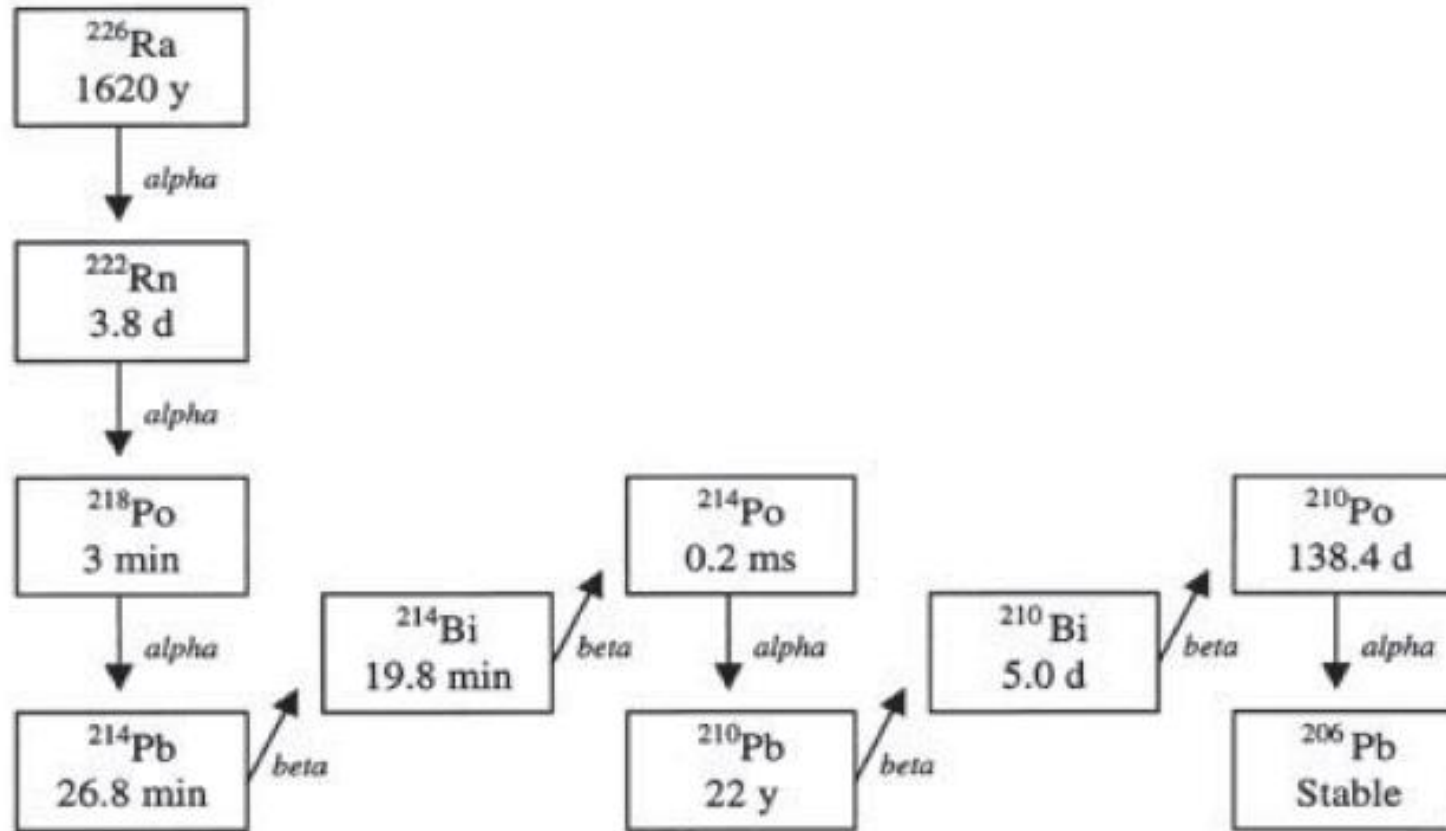 ²²⁶Ra
1620 y
alpha
²²²Rn
3.8 d
alpha
²¹⁸Po
3 min
alpha
²¹⁴Pb
26.8 min
beta
²¹⁴Bi
19.8 min
beta
²¹⁴Po
0.2 ms
alpha
²¹⁰Pb
22 y
beta
²¹⁰Bi
5.0 d
beta
²¹⁰Po
138.4 d
alpha
²⁰⁶Pb
Stable